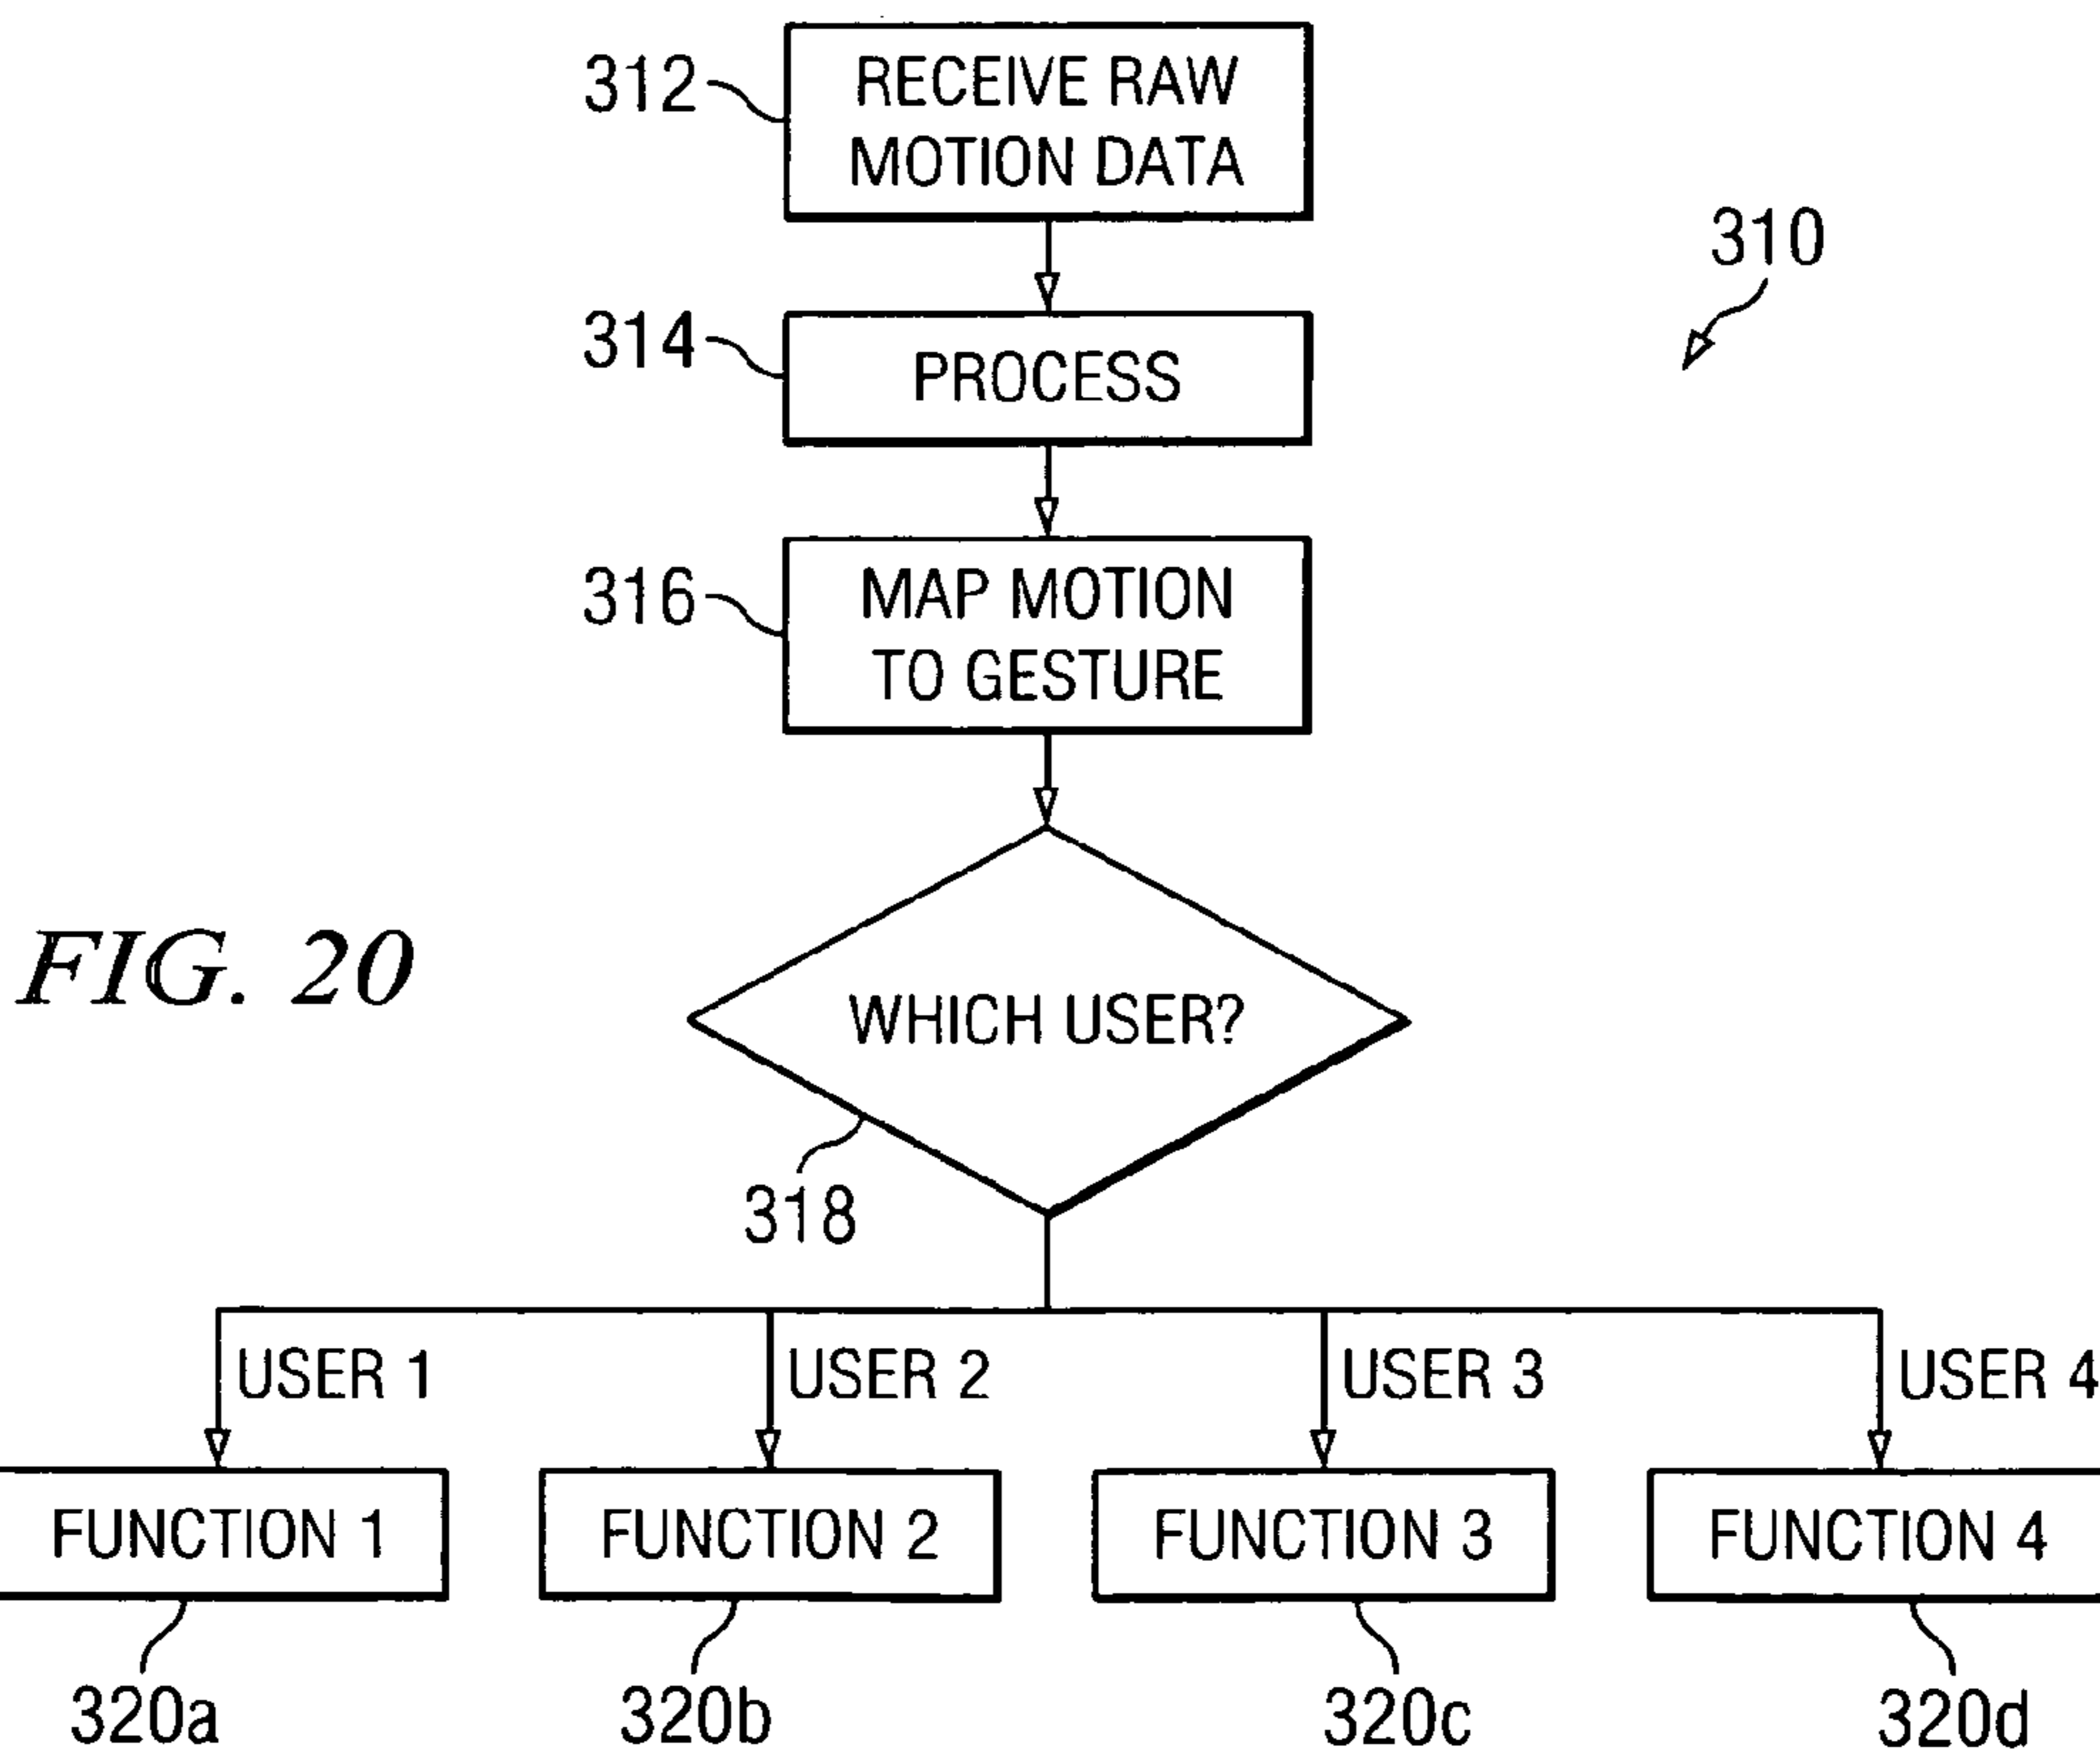 312
RECEIVE RAW
MOTION DATA
310
314
PROCESS
316
MAP MOTION
TO GESTURE
FIG. 20
WHICH USER?
318
USER 1
USER 2
USER 3
USER 4
FUNCTION 1
FUNCTION 2
FUNCTION 3
FUNCTION 4
320a
320b
320c
320d